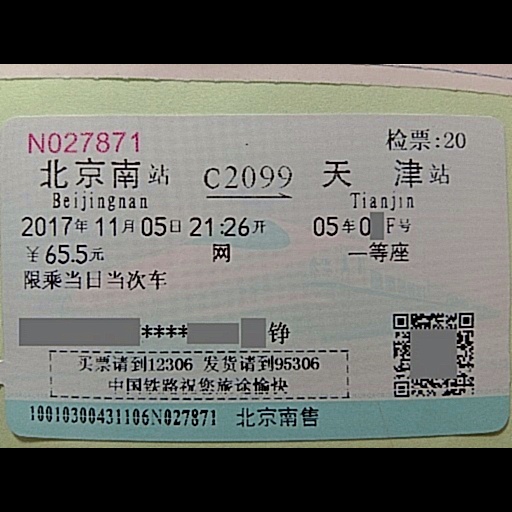 N027871 检票:20
北京南站 C2099 天津站
Beijingnan Tianjin
2017年11月05日21:26开 05车0 F号
￥65.5元 网 一等座
限乘当日当次车
**** 铮
买票请到12306 发货请到95306
中国铁路祝您旅途愉快
10010300431106N027871 北京南售